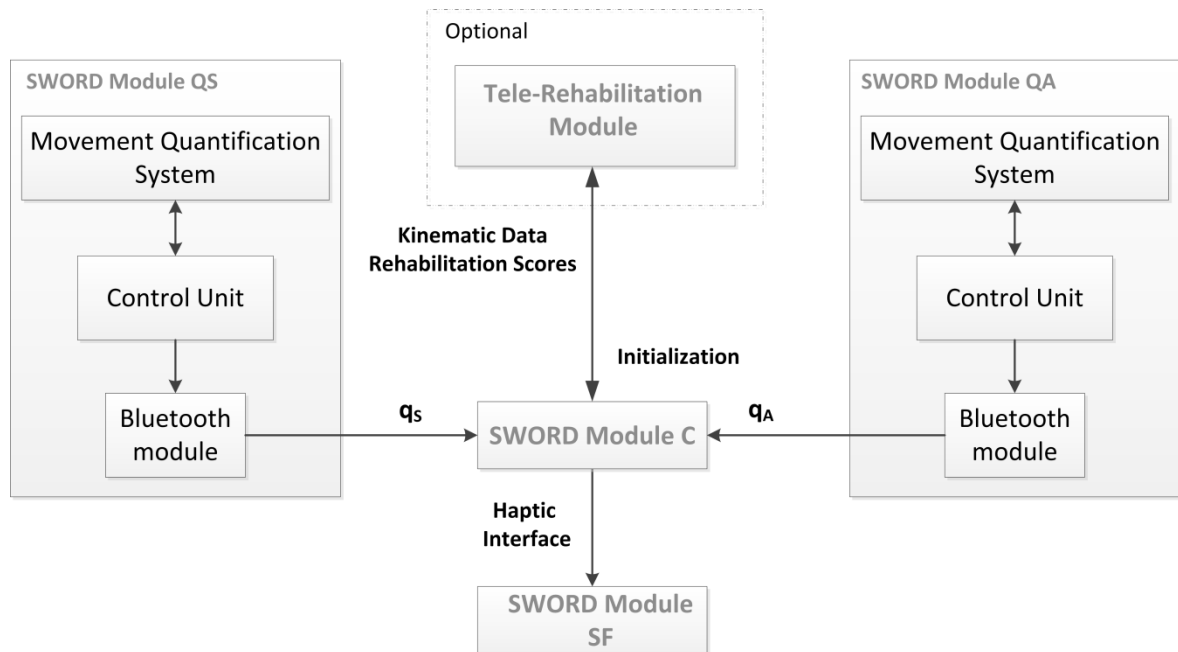 Optional
Tele-Rehabilitation
Module
SWORD Module QS
Movement Quantification
System
Control Unit
Bluetooth
module
SWORD Module QA
Movement Quantification
System
Control Unit
Bluetooth
module
Kinematic Data
Rehabilitation Scores
Initialization
qS
qA
SWORD Module C
Haptic
Interface
SWORD Module
SF